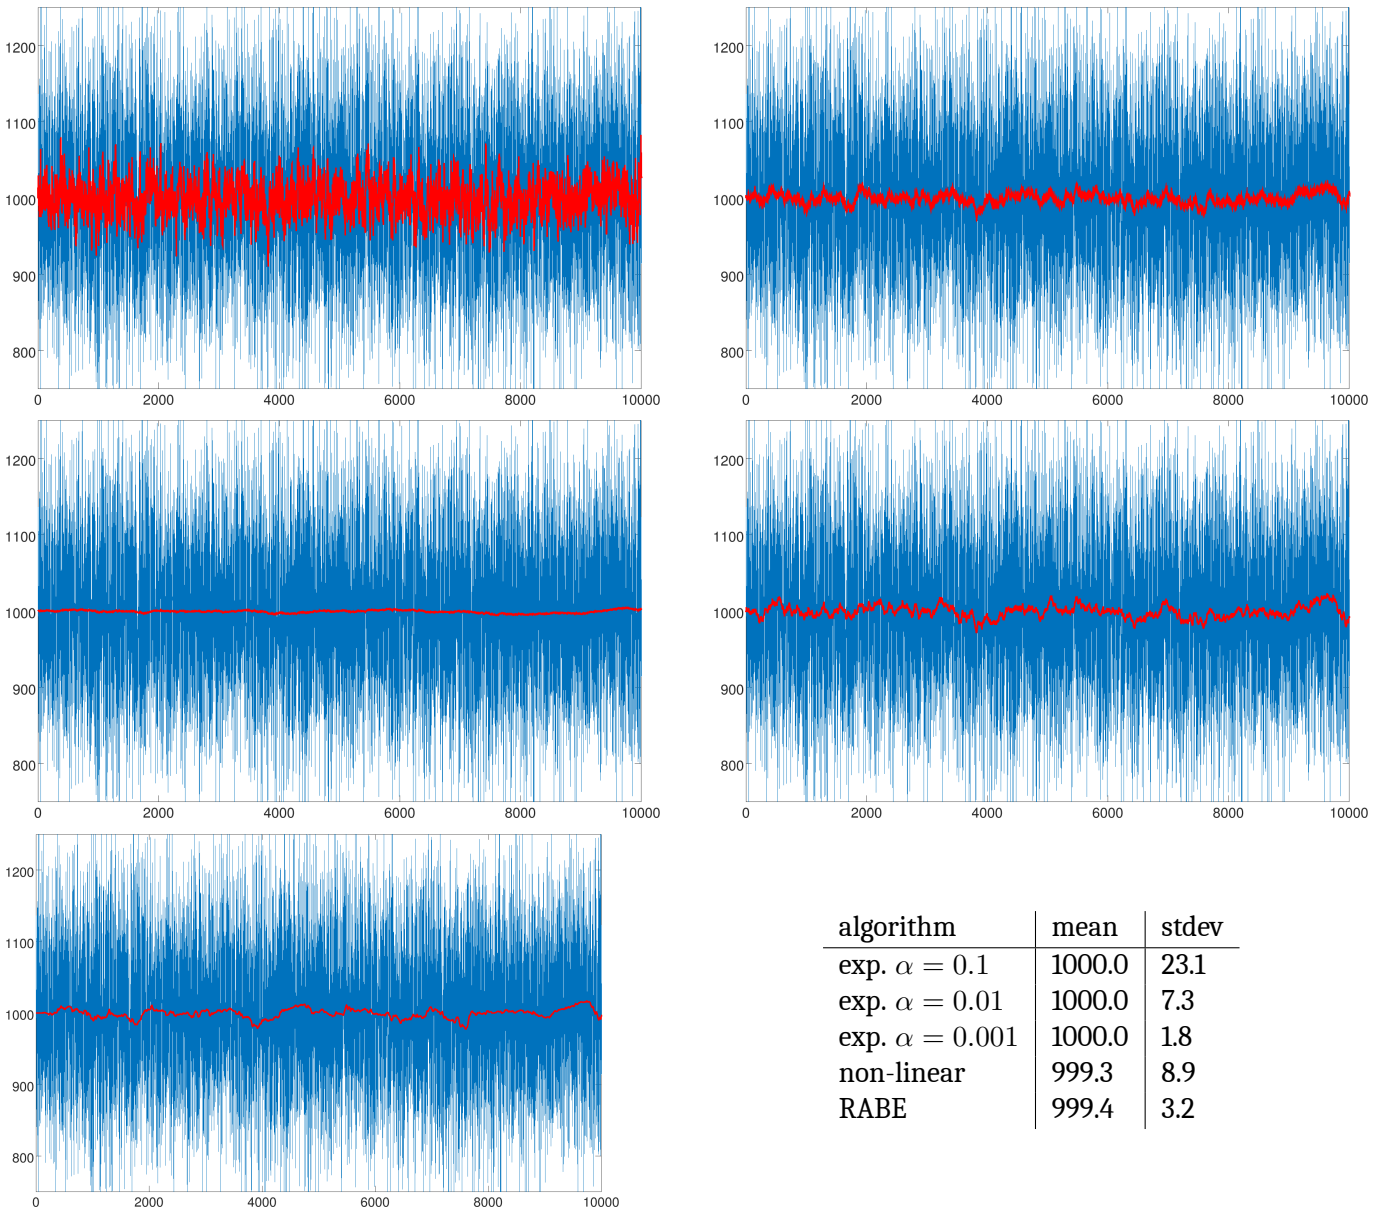 1200
1100
1000
900
800
0 2000 4000 6000 8000 10000
1200
1100
1000
900
800
0 2000 4000 6000 8000 10000
1200
1100
1000
900
800
0 2000 4000 6000 8000 10000
1200
1100
1000
900
800
0 2000 4000 6000 8000 10000
1200
1100
1000
900
800
0 2000 4000 6000 8000 10000
algorithm mean stdev
exp. α = 0.1 1000.0 23.1
exp. α = 0.01 1000.0 7.3
exp. α = 0.001 1000.0 1.8
non-linear 999.3 8.9
RABE 999.4 3.2